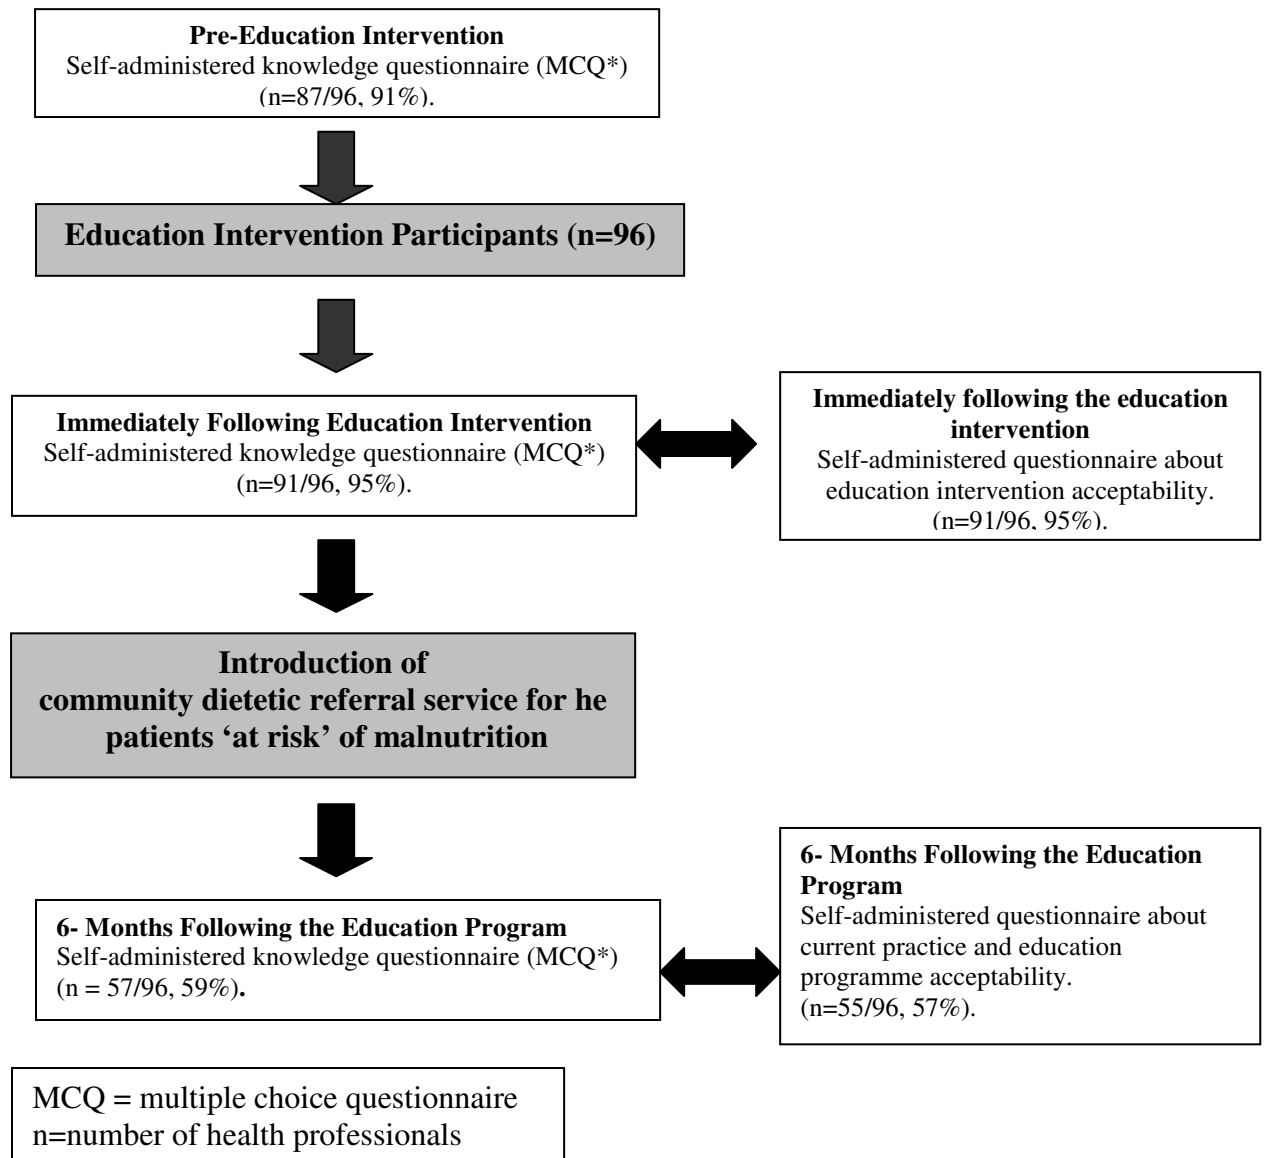 Pre-Education Intervention
Self-administered knowledge questionnaire (MCQ*)
(n=87/96, 91%).
Education Intervention Participants (n=96)
Immediately Following Education Intervention
Self-administered knowledge questionnaire (MCQ*)
(n=91/96, 95%).
Immediately following the education
intervention
Self-administered questionnaire about
education intervention acceptability.
(n=91/96, 95%).
Introduction of
community dietetic referral service for he
patients ‘at risk’ of malnutrition
6- Months Following the Education Program
Self-administered knowledge questionnaire (MCQ*)
(n = 57/96, 59%).
6- Months Following the Education
Program
Self-administered questionnaire about
current practice and education
programme acceptability.
(n=55/96, 57%).
MCQ = multiple choice questionnaire
n=number of health professionals